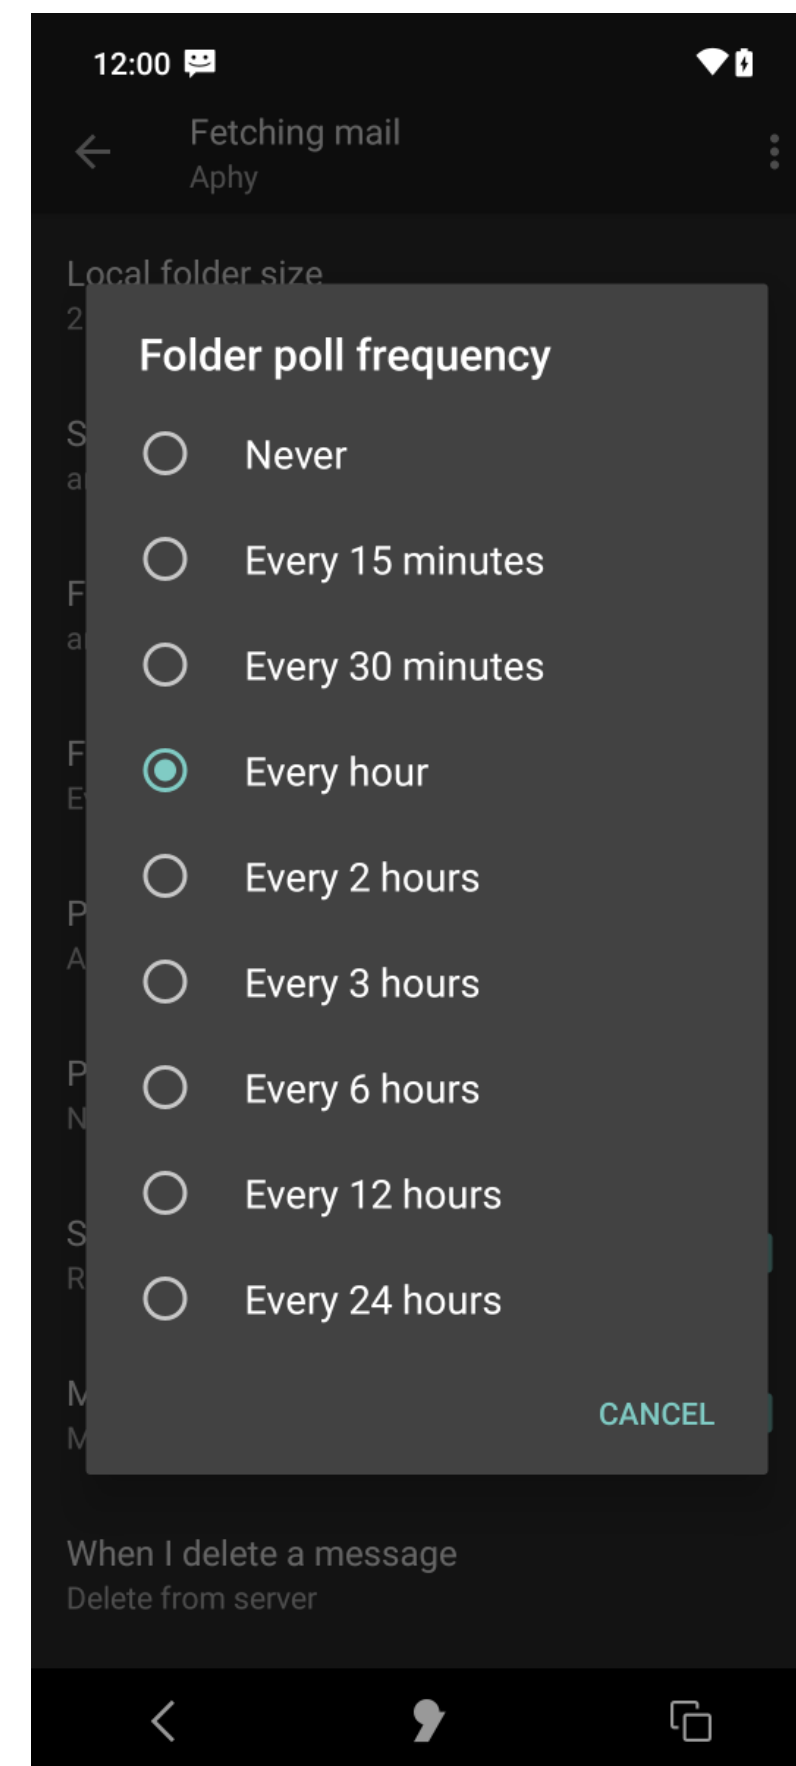 12:00
Fetching mail
Aphy
Local folder size
2
Folder poll frequency
Never
Every 15 minutes
Every 30 minutes
Every hour
Every 2 hours
Every 3 hours
Every 6 hours
Every 12 hours
Every 24 hours
CANCEL
When I delete a message
Delete from server